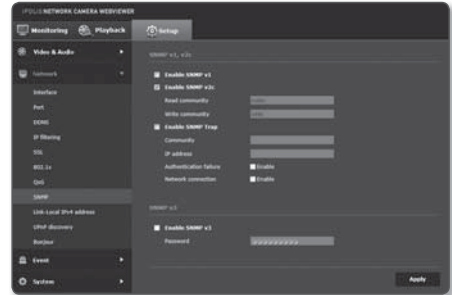 iPOLIS NETWORK CAMERA WEBVIEWER
Monitoring
Playback
Setup
Video & Audio
Network
Interface
Port
DDNS
IP filtering
SSL
802.1x
QoS
SNMP
Link-Local IPv4 address
UPnP discovery
Bonjour
Event
System
SNMP v1, v2c
Enable SNMP v1
Enable SNMP v2c
Read community
Write community
Enable SNMP Trap
Community
IP address
Authentication failure
Enable
Network connection
Enable
SNMP v3
Enable SNMP v3
Password
Apply